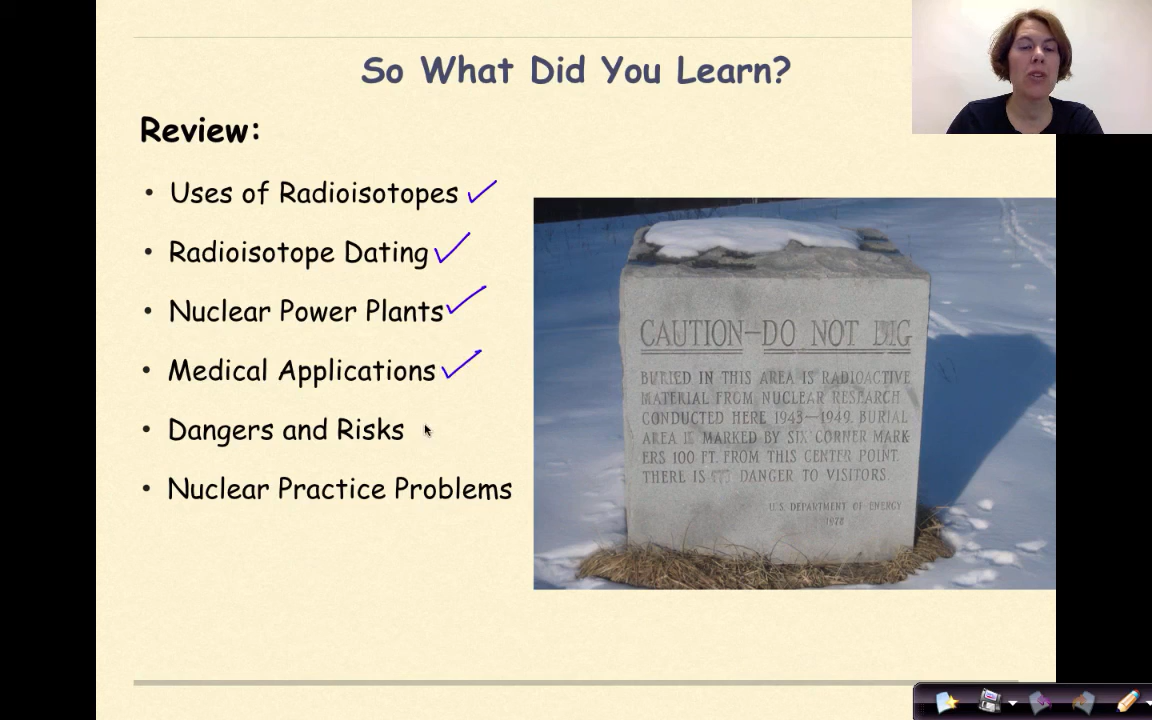 So What Did You Learn?
Review:
• Uses of Radioisotopes
• Radioisotope Dating
• Nuclear Power Plants
• Medical Applications
• Dangers and Risks
• Nuclear Practice Problems
CAUTION—DO NOT DIG
BURIED IN THIS AREA IS RADIOACTIVE
MATERIAL FROM NUCLEAR RESEARCH
CONDUCTED HERE 1943—1949. BURIAL
AREA IS MARKED BY SIX CORNER MARK
ERS 100 FT. FROM THIS CENTER POINT.
THERE IS DANGER TO VISITORS.
U.S. DEPARTMENT OF ENERGY
1978